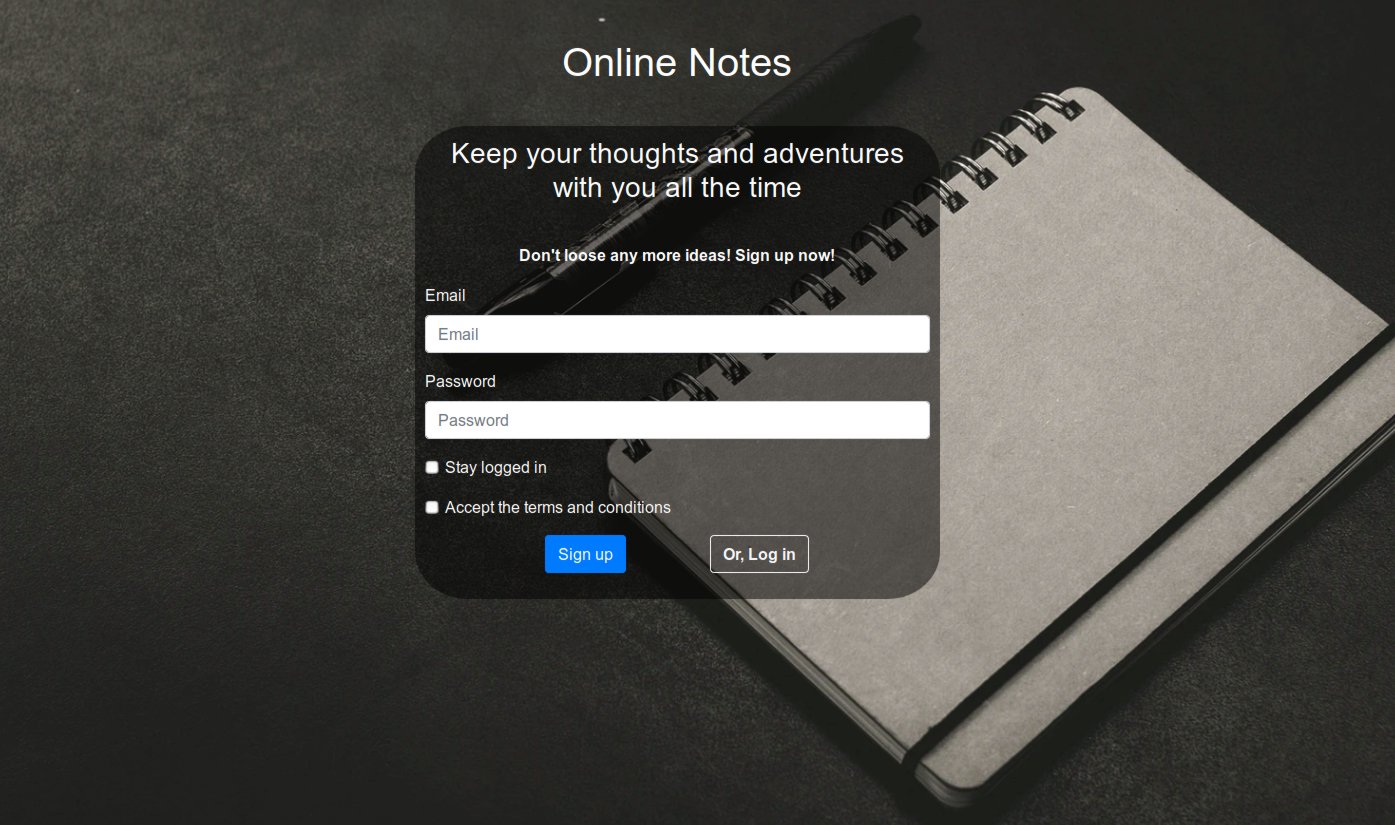 Online Notes
Keep your thoughts and adventures
with you all the time
Don't loose any more ideas! Sign up now!
Email
Email
Password
Password
Stay logged in
Accept the terms and conditions
Sign up
Or, Log in